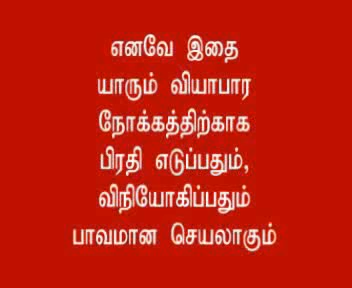 எனவே இதை
யாரும் வியாபார
நோக்கத்திற்காக
பிரதி எடுப்பதும்,
விநியோகிப்பதும்
பாவமான செயலாகும்